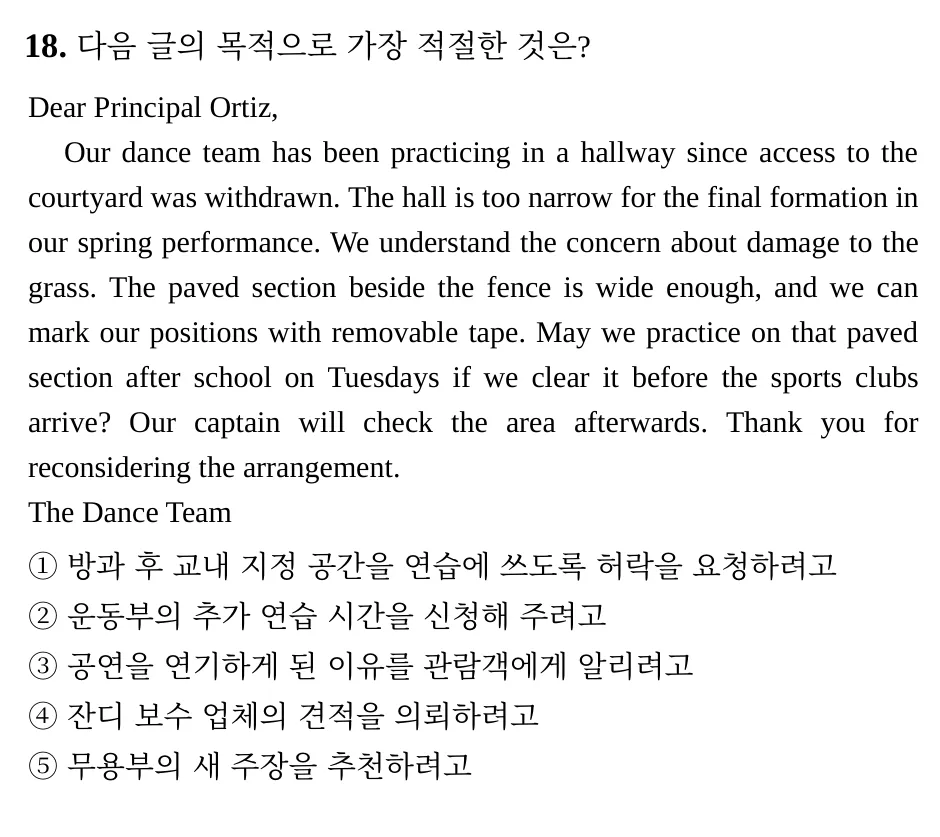 18. 다음 글의 목적으로 가장 적절한 것은?
Dear Principal Ortiz,
Our dance team has been practicing in a hallway since access to the
courtyard was withdrawn. The hall is too narrow for the final formation in
our spring performance. We understand the concern about damage to the
grass. The paved section beside the fence is wide enough, and we can
mark our positions with removable tape. May we practice on that paved
section after school on Tuesdays if we clear it before the sports clubs
arrive? Our captain will check the area afterwards. Thank you for
reconsidering the arrangement.
The Dance Team
① 방과 후 교내 지정 공간을 연습에 쓰도록 허락을 요청하려고
② 운동부의 추가 연습 시간을 신청해 주려고
③ 공연을 연기하게 된 이유를 관람객에게 알리려고
④ 잔디 보수 업체의 견적을 의뢰하려고
⑤ 무용부의 새 주장을 추천하려고